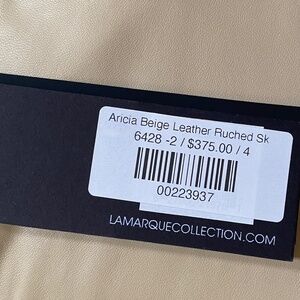 Aricia Beige Leather Ruched Sk
6428 -2 / $375.00 / 4
00223937
LAMARQUECOLLECTION.COM